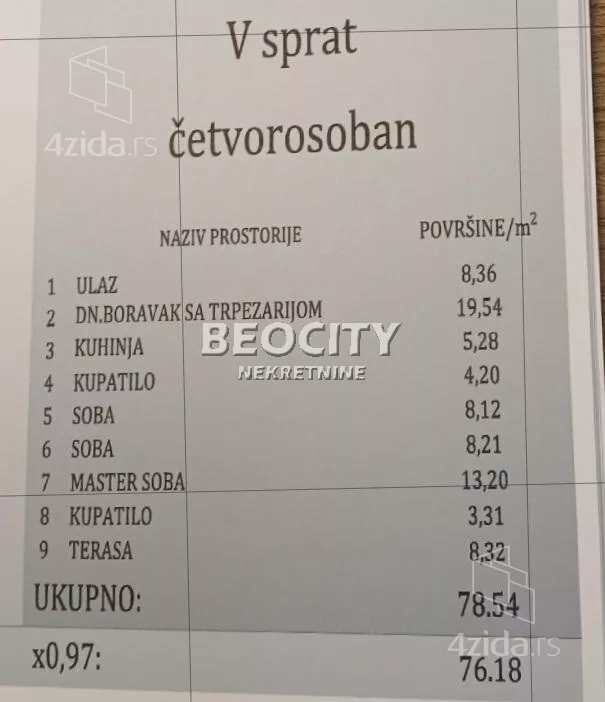 V sprat
četvorosoban
4zida.rs
NAZIV PROSTORIJE POVRŠINE/m²
1 ULAZ 8,36
2 DN.BORAVAK SA TRPEZARIJOM 19,54
BEOCITY
3 KUHINJA 5,28
NEKRETNINE
4 KUPATILO 4,20
5 SOBA 8,12
6 SOBA 8,21
7 MASTER SOBA 13,20
8 KUPATILO 3,31
9 TERASA 8,32
UKUPNO: 78.54
4zida.rs
x0,97: 76.18